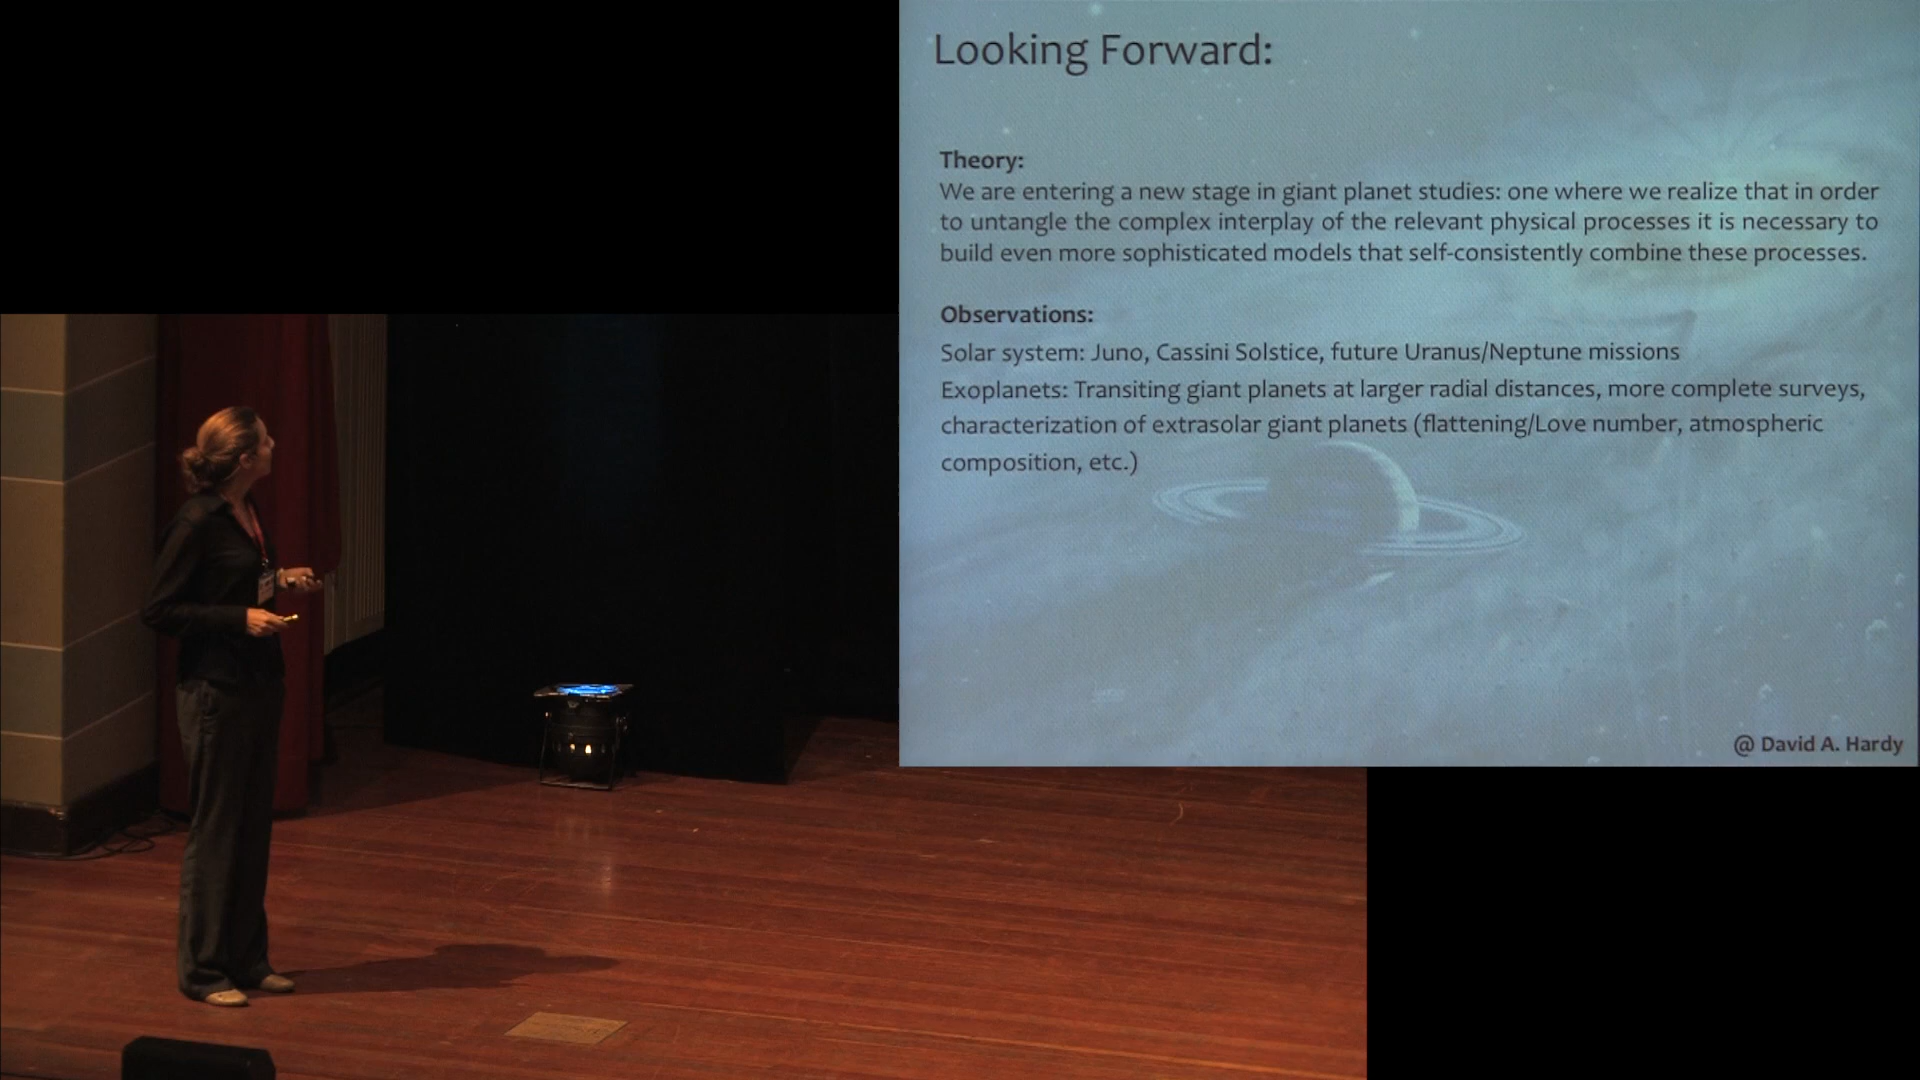 Looking Forward:
Theory:
We are entering a new stage in giant planet studies: one where we realize that in order
to untangle the complex interplay of the relevant physical processes it is necessary to
build even more sophisticated models that self-consistently combine these processes.
Observations:
Solar system: Juno, Cassini Solstice, future Uranus/Neptune missions
Exoplanets: Transiting giant planets at larger radial distances, more complete surveys,
characterization of extrasolar giant planets (flattening/Love number, atmospheric
composition, etc.)
@ David A. Hardy